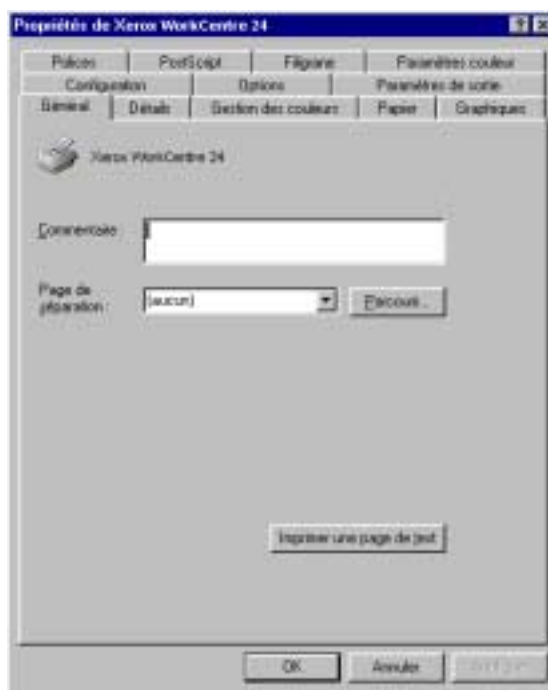 Propriétés de Xerox WorkCentre 24
Polices PostScript Filigrane Paramètres couleur
Configuration Options Paramètres de sortie
Général Détails Gestion des couleurs Papier Graphiques
Xerox WorkCentre 24
Commentaire
Page de
séparation :
(aucun) Parcourir...
Imprimer une page de test
OK Annuler